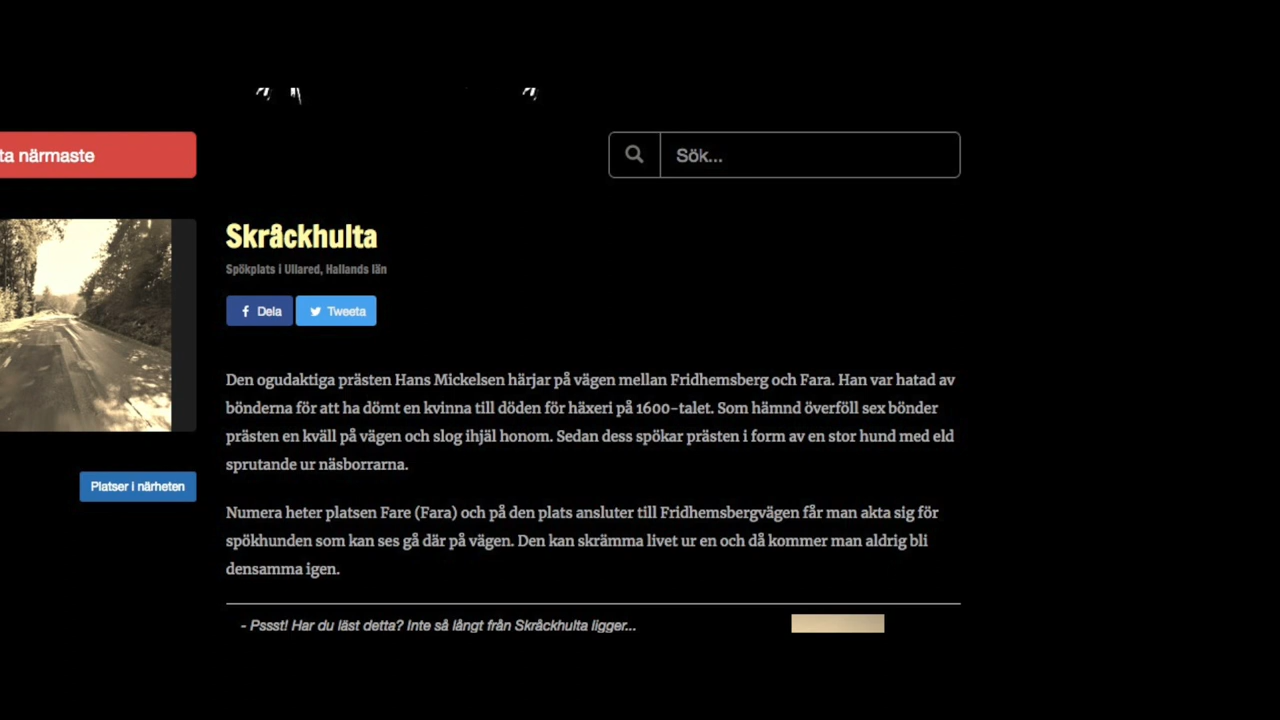 ta närmaste
Sök...
Skråckhulta
Spökplats i Ullared, Hallands län
Dela
Tweeta
Den ogudaktiga prästen Hans Mickelsen härjar på vägen mellan Fridhemsberg och Fara. Han var hatad av
bönderna för att ha dömt en kvinna till döden för häxeri på 1600-talet. Som hämnd överföll sex bönder
prästen en kväll på vägen och slog ihjäl honom. Sedan dess spökar prästen i form av en stor hund med eld
sprutande ur näsborrarna.
Platser i närheten
Numera heter platsen Fare (Fara) och på den plats ansluter till Fridhemsbergvägen får man akta sig för
spökhunden som kan ses gå där på vägen. Den kan skrämma livet ur en och då kommer man aldrig bli
densamma igen.
- Pssst! Har du läst detta? Inte så långt från Skråckhulta ligger...